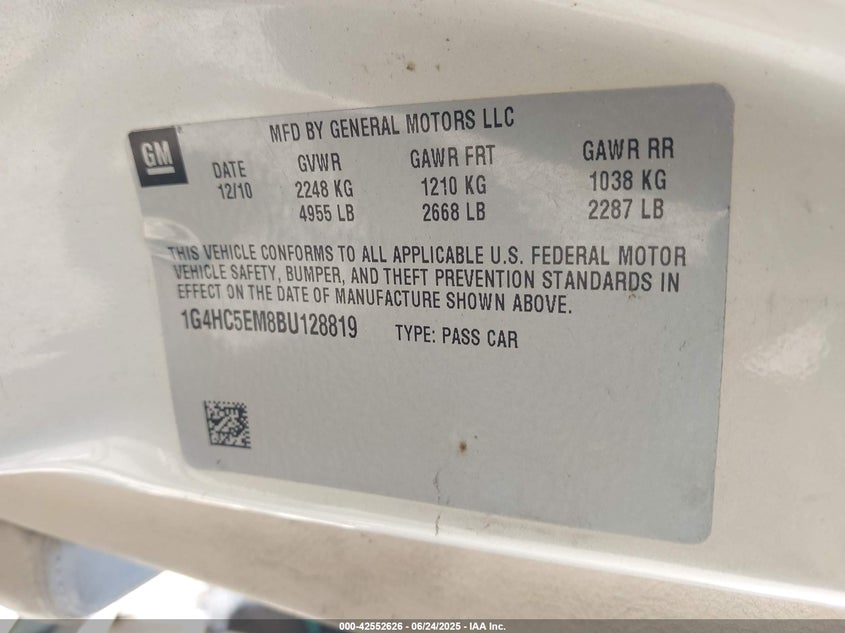 MFD BY GENERAL MOTORS LLC
GM
DATE GVWR GAWR FRT GAWR RR
12/10 2248 KG 1210 KG 1038 KG
4955 LB 2668 LB 2287 LB
THIS VEHICLE CONFORMS TO ALL APPLICABLE U.S. FEDERAL MOTOR
VEHICLE SAFETY, BUMPER, AND THEFT PREVENTION STANDARDS IN
EFFECT ON THE DATE OF MANUFACTURE SHOWN ABOVE.
1G4HC5EM8BU128819 TYPE: PASS CAR
000-42552626 - 06/24/2025 - IAA Inc.